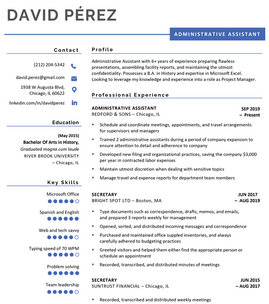 DAVID PÉREZ
ADMINISTRATIVE ASSISTANT
Contact
(212) 204-5342
david.perez@gmail.com
1938 W Augusta Blvd,
Chicago, IL 60622
linkedin.com/in/davidperez
Education
(May 2015)
Bachelor Of Arts in History,
Graduated magna cum laude
RIVER BROOK UNIVERSITY
– Chicago, IL
Key Skills
Microsoft Office
Spanish and English
Web and tech savvy
Typing speed of 70 WPM
Problem solving
Team leadership
Profile
Administrative Assistant with 6+ years of experience preparing flawless
presentations, assembling facility reports, and maintaining the utmost
confidentiality. Possesses a B.A. in History and expertise in Microsoft Excel.
Looking to leverage my knowledge and experience into a role as Project Manager.
Professional Experience
ADMINISTRATIVE ASSISTANT
SEP 2019
REDFORD & SONS – Chicago, IL
– Present
Schedule and coordinate meetings, appointments, and travel arrangements
for supervisors and managers
Trained 2 administrative assistants during a period of company expansion to
ensure attention to detail and adherence to company policy
Developed new filing and organizational practices, saving the company $3,000
per year in contracted labor expenses
Maintain utmost discretion when dealing with sensitive topics
Manage travel and expense reports for department team members
SECRETARY
JUN 2017
BRIGHT SPOT LTD – Boston, MA
– AUG 2019
Type documents such as correspondence, drafts, memos, and emails,
and prepared 3 reports weekly for management
Opened, sorted, and distributed incoming messages and correspondence
Purchased and maintained office supplied inventories, and always
carefully adhered to budgeting practices
Greeted visitors and helped them either find the appropriate person or
schedule an appointment
Recorded, transcribed, and distributed minutes of meetings
SECRETARY
JUN 2015
SUNTRUST FINANCIAL – Chicago, IL
– AUG 2017
Recorded, transcribed and distributed weekly meetings